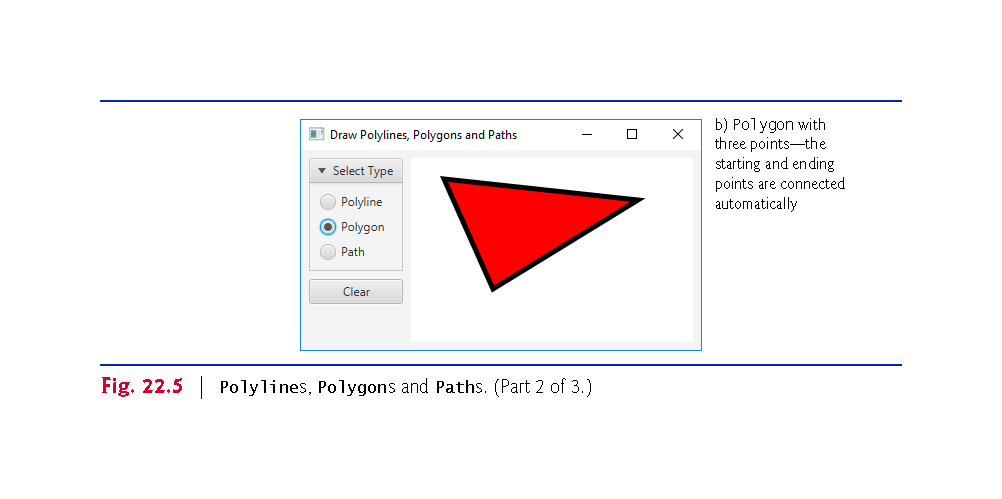 Draw Polylines, Polygons and Paths
Select Type
Polyline
Polygon
Path
Clear
b) Polygon with
three points—the
starting and ending
points are connected
automatically
Fig. 22.5 | Polylines, Polygons and Paths. (Part 2 of 3.)